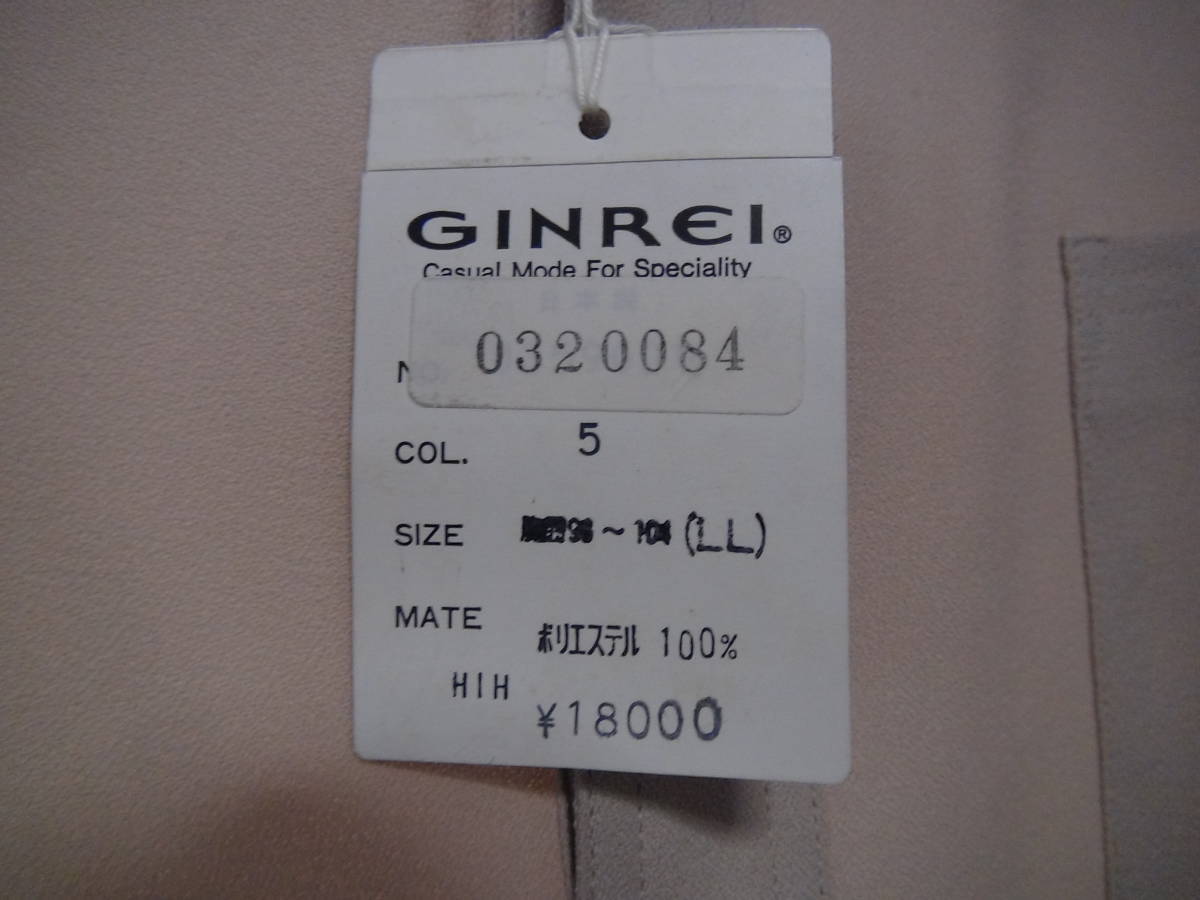 GINREI®
Casual Mode For Speciality
0320084
COL. 5
SIZE ~ 104 (LL)
MATE ポリエステル 100%
HIH ¥18000